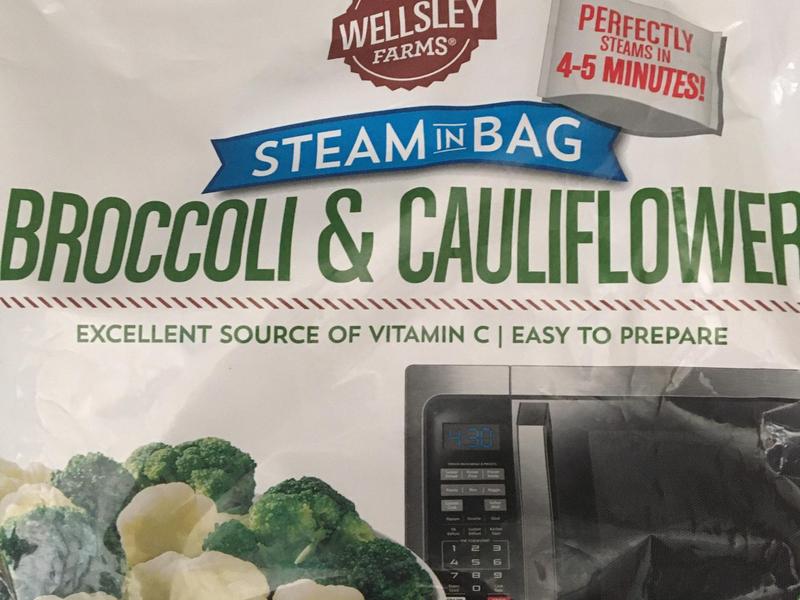 WELLSLEY
FARMS®
PERFECTLY
STEAMS IN
4-5 MINUTES!
STEAM IN BAG
BROCCOLI & CAULIFLOWER
EXCELLENT SOURCE OF VITAMIN C | EASY TO PREPARE
4:30
1 2 3
4 5 6
7 8 9
0